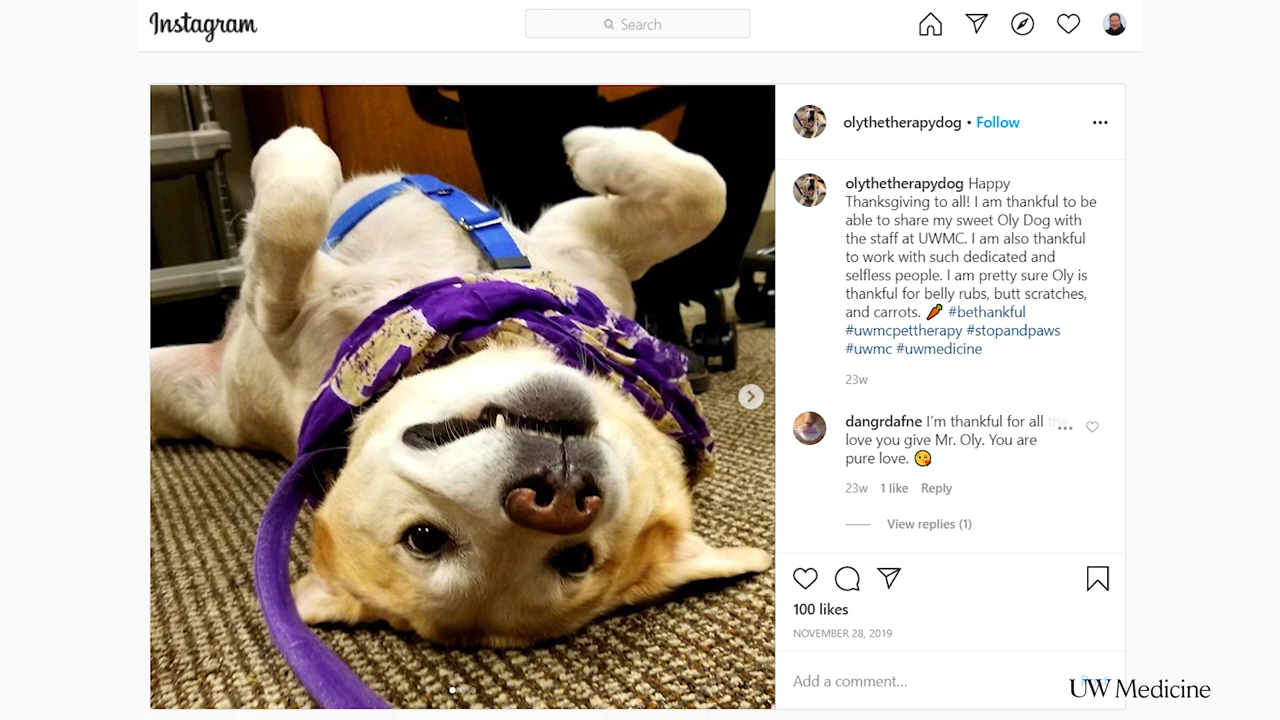 Instagram
Search
olythetherapydog • Follow
olythetherapydog Happy
Thanksgiving to all! I am thankful to be
able to share my sweet Oly Dog with
the staff at UWMC. I am also thankful
to work with such dedicated and
selfless people. I am pretty sure Oly is
thankful for belly rubs, butt scratches,
and carrots. 🥕 #bethankful
#uwmcpettherapy #stopandpaws
#uwmc #uwmedicine
23w
dangrdafne I'm thankful for all the
love you give Mr. Oly. You are
pure love. 😘
23w 1 like Reply
View replies (1)
100 likes
NOVEMBER 28, 2019
Add a comment...
Post
UW Medicine